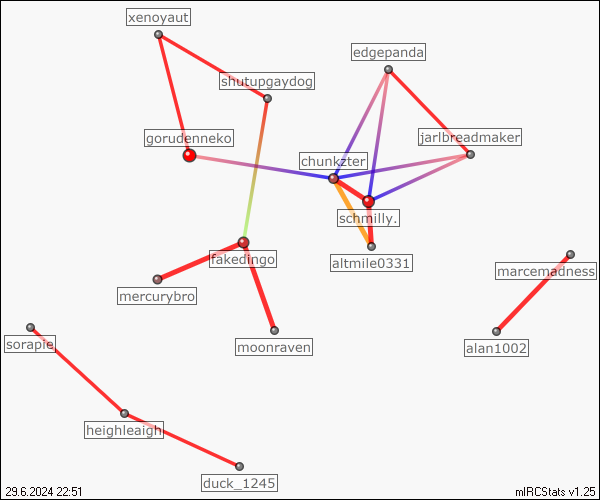 xenoyaut
edgepanda
shutupgaydog
gorudenneko
jarlbreadmaker
chunkzter
schmilly.
fakedingo
altmile0331
marcemadness
mercurybro
sorapie
moonraven
alan1002
heighleaigh
duck_1245
29.6.2024 22:51
mIRCStats v1.25